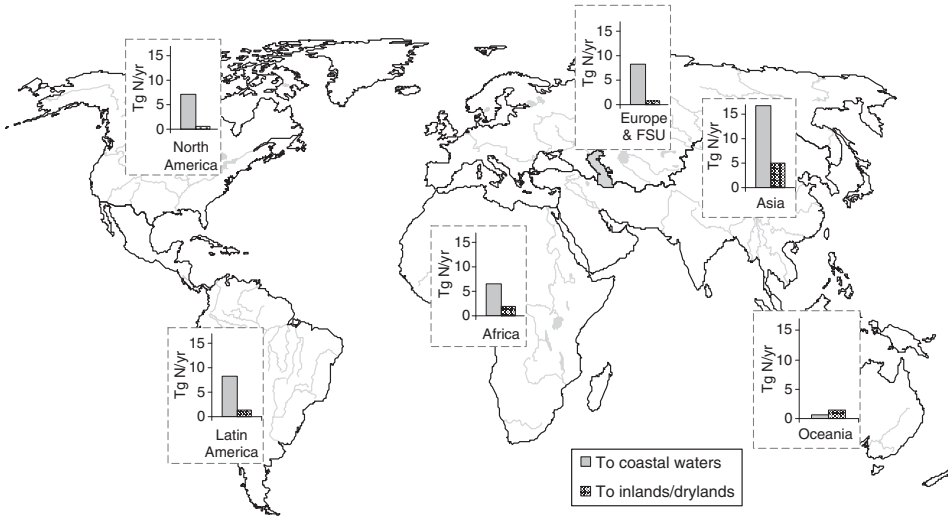 15
10
5
0
Tg N/yr
North
America
15
10
5
0
Tg N/yr
Europe
& FSU
15
10
5
0
Tg N/yr
Asia
15
10
5
0
Tg N/yr
Africa
15
10
5
0
Tg N/yr
Latin
America
15
10
5
0
Tg N/yr
Oceania
To coastal waters
To inlands/drylands